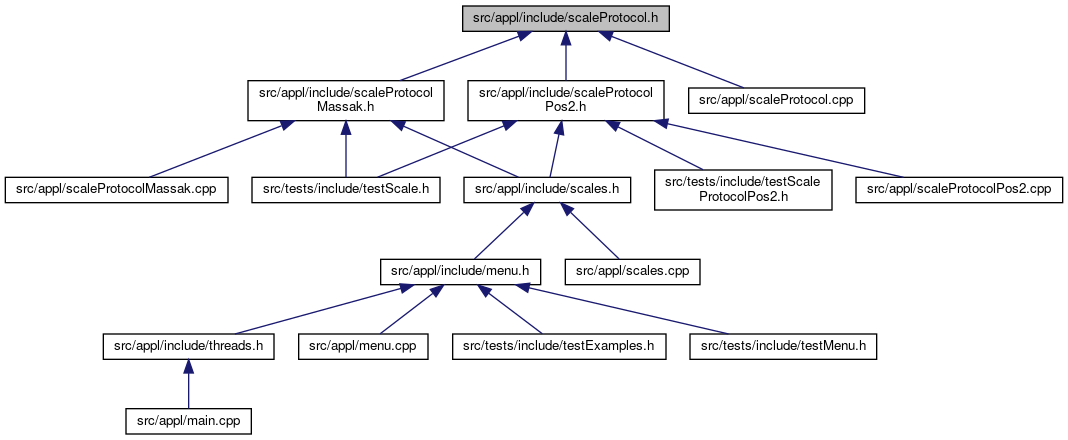 src/appl/include/scaleProtocol.h
src/appl/include/scaleProtocol
Massak.h
src/appl/include/scaleProtocol
Pos2.h
src/appl/scaleProtocol.cpp
src/appl/scaleProtocolMassak.cpp
src/tests/include/testScale.h
src/appl/include/scales.h
src/tests/include/testScale
ProtocolPos2.h
src/appl/scaleProtocolPos2.cpp
src/appl/include/menu.h
src/appl/scales.cpp
src/appl/include/threads.h
src/appl/menu.cpp
src/tests/include/testExamples.h
src/tests/include/testMenu.h
src/appl/main.cpp